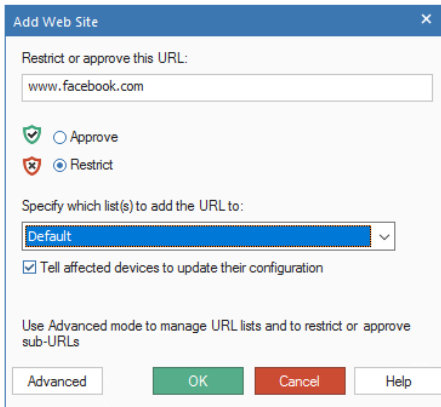 Add Web Site
Restrict or approve this URL:
www.facebook.com
Approve
Restrict
Specify which list(s) to add the URL to:
Default
Tell affected devices to update their configuration
Use Advanced mode to manage URL lists and to restrict or approve
sub-URLs
Advanced
OK
Cancel
Help